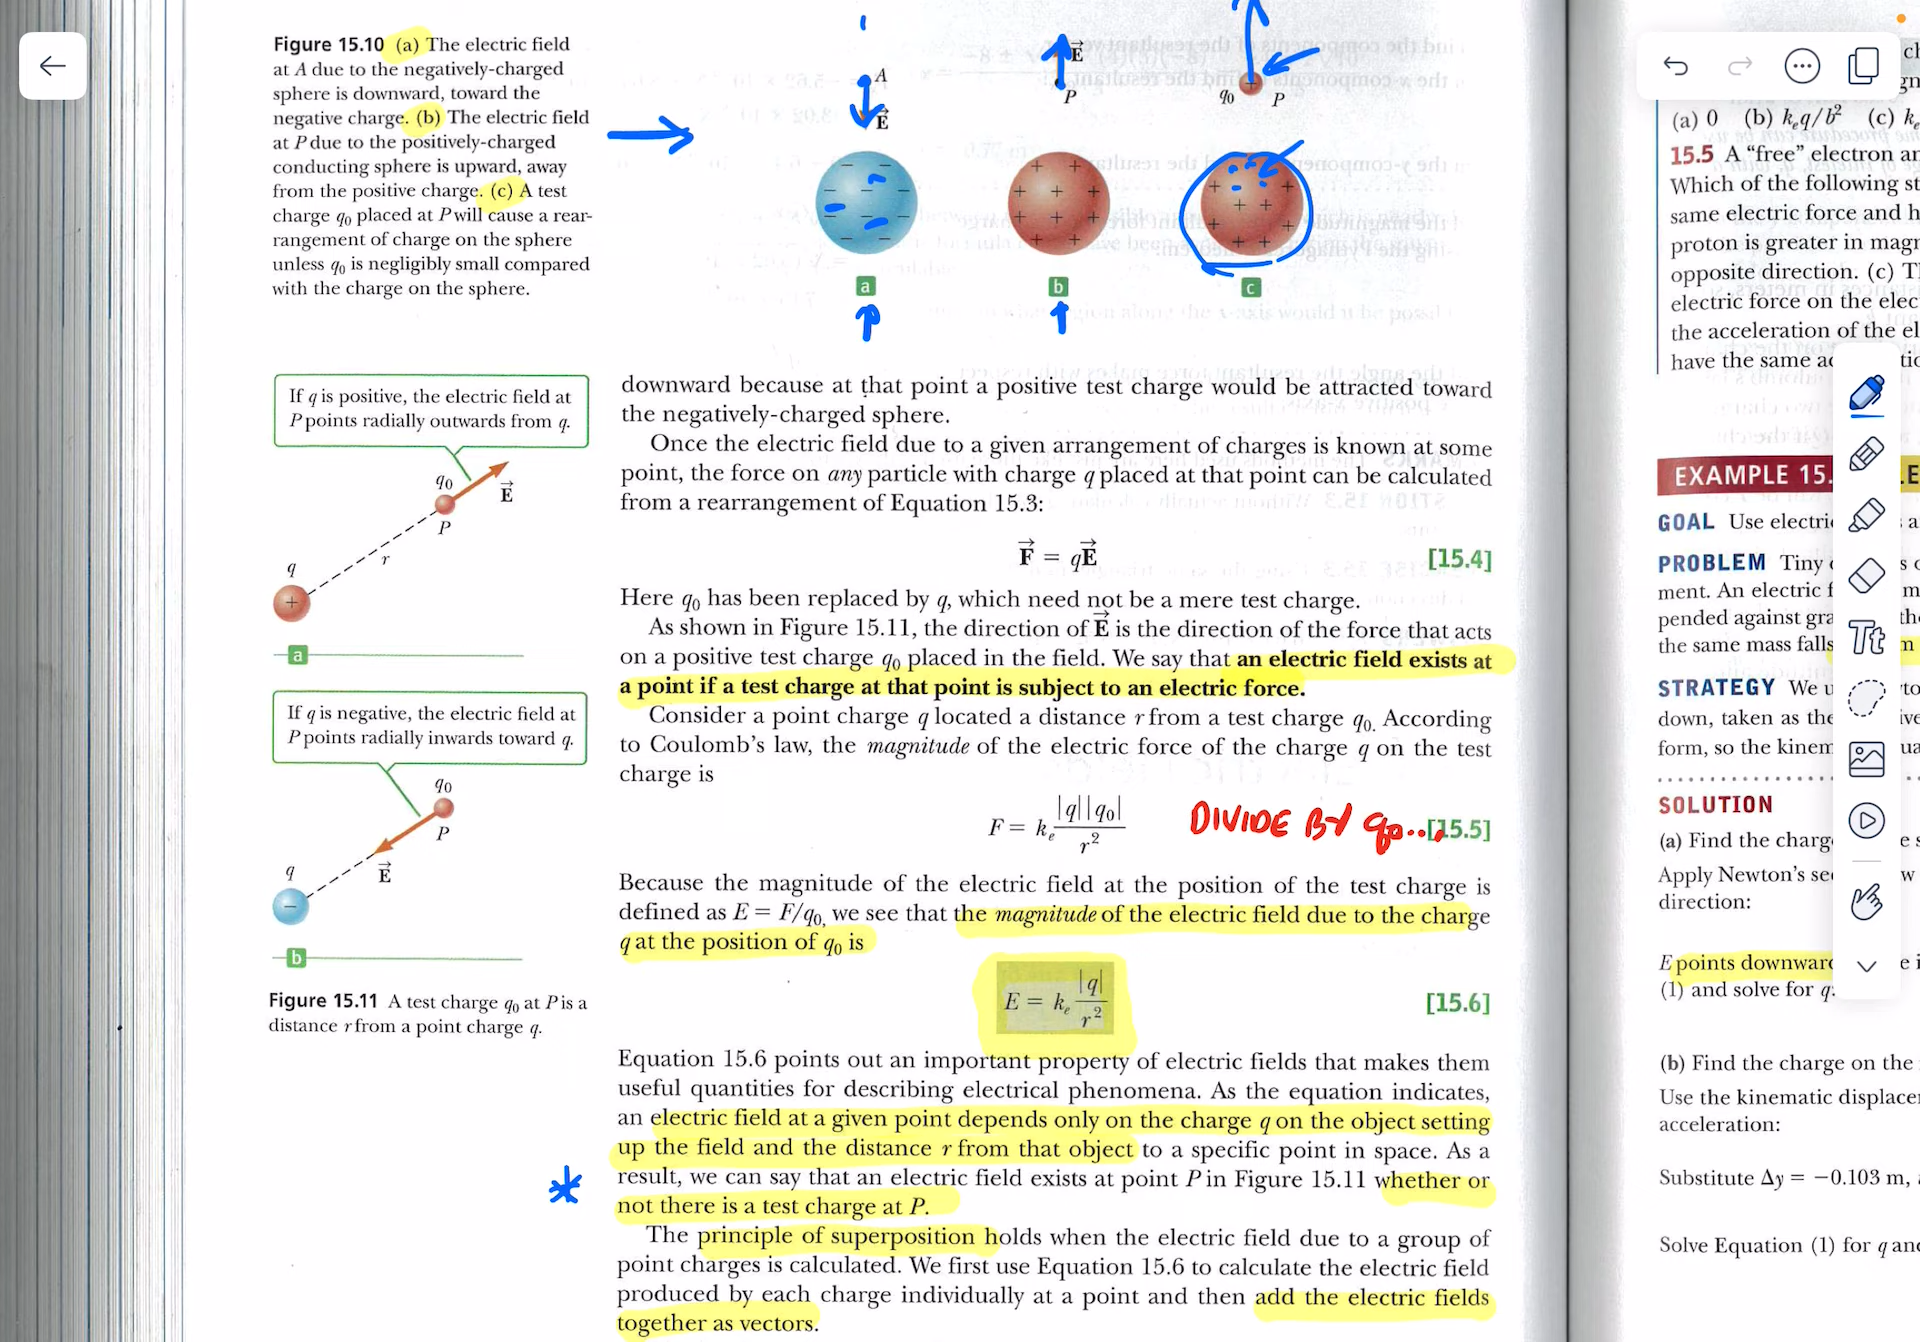 Figure 15.10 (a) The electric field
at A due to the negatively-charged
sphere is downward, toward the
negative charge. (b) The electric field
at P due to the positively-charged
conducting sphere is upward, away
from the positive charge. (c) A test
charge q₀ placed at P will cause a rear-
rangement of charge on the sphere
unless q₀ is negligibly small compared
with the charge on the sphere.
A
E
E
P
q₀ P
a
b
c
If q is positive, the electric field at
P points radially outwards from q.
q₀
E
P
r
q
a
If q is negative, the electric field at
P points radially inwards toward q.
q₀
P
E
q
b
Figure 15.11 A test charge q₀ at P is a
distance r from a point charge q.
downward because at that point a positive test charge would be attracted toward
the negatively-charged sphere.
Once the electric field due to a given arrangement of charges is known at some
point, the force on any particle with charge q placed at that point can be calculated
from a rearrangement of Equation 15.3:
F = qE [15.4]
Here q₀ has been replaced by q, which need not be a mere test charge.
As shown in Figure 15.11, the direction of E is the direction of the force that acts
on a positive test charge q₀ placed in the field. We say that an electric field exists at
a point if a test charge at that point is subject to an electric force.
Consider a point charge q located a distance r from a test charge q₀. According
to Coulomb's law, the magnitude of the electric force of the charge q on the test
charge is
F = kₑ |q||q₀| / r² DIVIDE BY q₀... [15.5]
Because the magnitude of the electric field at the position of the test charge is
defined as E = F/q₀, we see that the magnitude of the electric field due to the charge
q at the position of q₀ is
E = kₑ |q| / r² [15.6]
Equation 15.6 points out an important property of electric fields that makes them
useful quantities for describing electrical phenomena. As the equation indicates,
an electric field at a given point depends only on the charge q on the object setting
up the field and the distance r from that object to a specific point in space. As a
result, we can say that an electric field exists at point P in Figure 15.11 whether or
not there is a test charge at P.
The principle of superposition holds when the electric field due to a group of
point charges is calculated. We first use Equation 15.6 to calculate the electric field
produced by each charge individually at a point and then add the electric fields
together as vectors.
(a) 0 (b) kₑq/b² (c) kₑ
15.5 A "free" electron an
Which of the following st
same electric force and h
proton is greater in magn
opposite direction. (c) T
electric force on the elec
the acceleration of the el
have the same ac
EXAMPLE 15.
GOAL Use electri
PROBLEM Tiny
ment. An electric f
pended against gra
the same mass falls
STRATEGY We u
down, taken as the
form, so the kinem
SOLUTION
(a) Find the charg
Apply Newton's se
direction:
E points downward
(1) and solve for q:
(b) Find the charge on the
Use the kinematic displace
acceleration:
Substitute Δy = −0.103 m,
Solve Equation (1) for q and
Tt